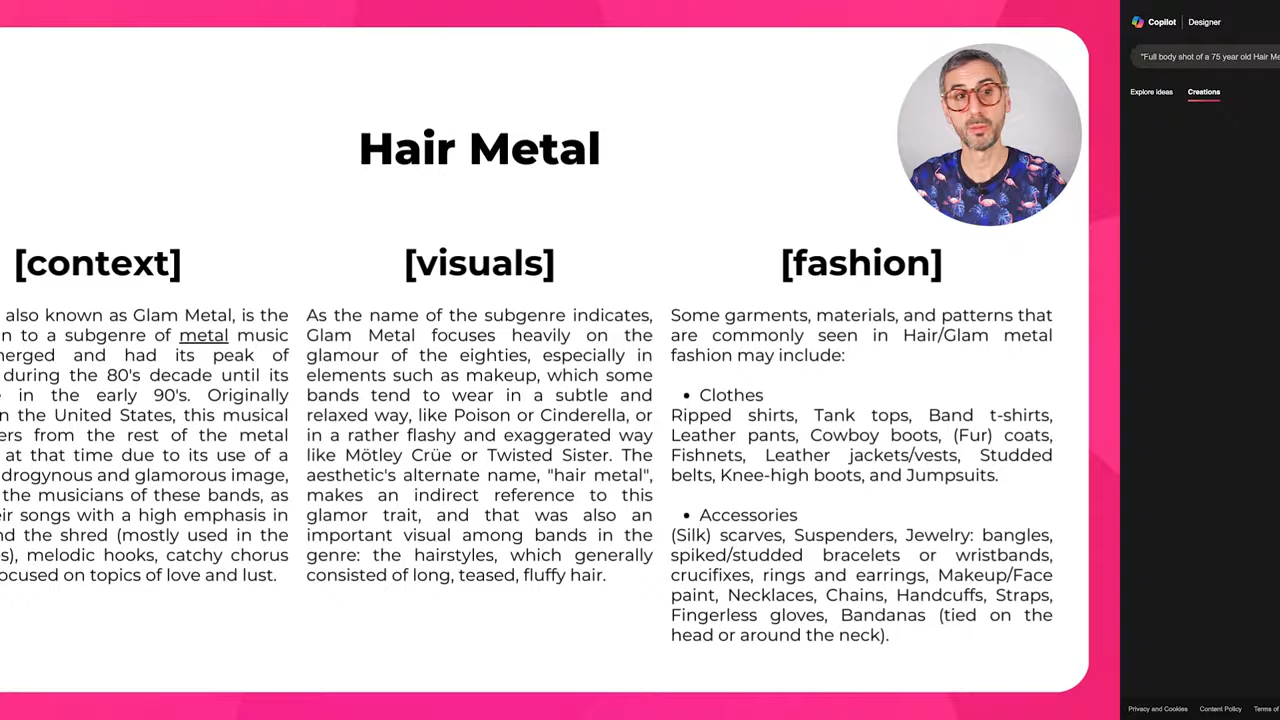 Hair Metal
[context]
also known as Glam Metal, is the
to a subgenre of metal music
and had its peak of
during the 80's decade until its
in the early 90's. Originally
the United States, this musical
from the rest of the metal
at that time due to its use of a
and glamorous image,
the musicians of these bands, as
songs with a high emphasis in
the shred (mostly used in the
melodic hooks, catchy chorus
on topics of love and lust.
[visuals]
As the name of the subgenre indicates,
Glam Metal focuses heavily on the
glamour of the eighties, especially in
elements such as makeup, which some
bands tend to wear in a subtle and
relaxed way, like Poison or Cinderella, or
in a rather flashy and exaggerated way
like Mötley Crüe or Twisted Sister. The
aesthetic's alternate name, "hair metal",
makes an indirect reference to this
glamor trait, and that was also an
important visual among bands in the
genre: the hairstyles, which generally
consisted of long, teased, fluffy hair.
[fashion]
Some garments, materials, and patterns that
are commonly seen in Hair/Glam metal
fashion may include:
• Clothes
Ripped shirts, Tank tops, Band t-shirts,
Leather pants, Cowboy boots, (Fur) coats,
Fishnets, Leather jackets/vests, Studded
belts, Knee-high boots, and Jumpsuits.
• Accessories
(Silk) scarves, Suspenders, Jewelry: bangles,
spiked/studded bracelets or wristbands,
crucifixes, rings and earrings, Makeup/Face
paint, Necklaces, Chains, Handcuffs, Straps,
Fingerless gloves, Bandanas (tied on the
head or around the neck).
Copilot | Designer
"Full body shot of a 75 year old Hair
Explore ideas Creations
Privacy and Cookies Content Policy Terms of